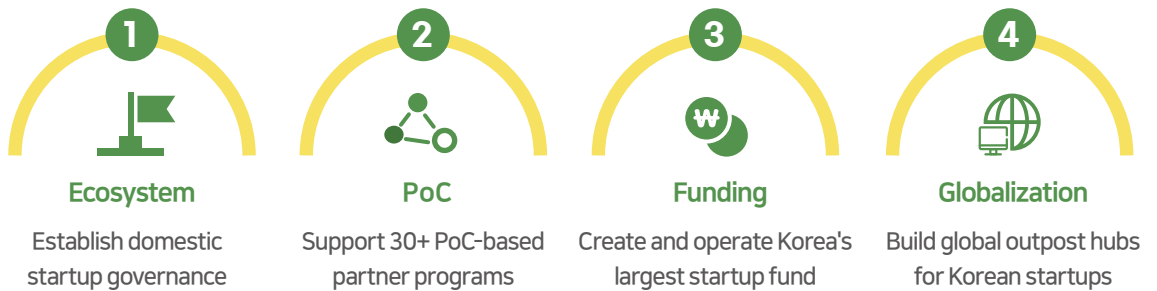 1
2
3
4
₩
Ecosystem
Establish domestic
startup governance
PoC
Support 30+ PoC-based
partner programs
Funding
Create and operate Korea's
largest startup fund
Globalization
Build global outpost hubs
for Korean startups